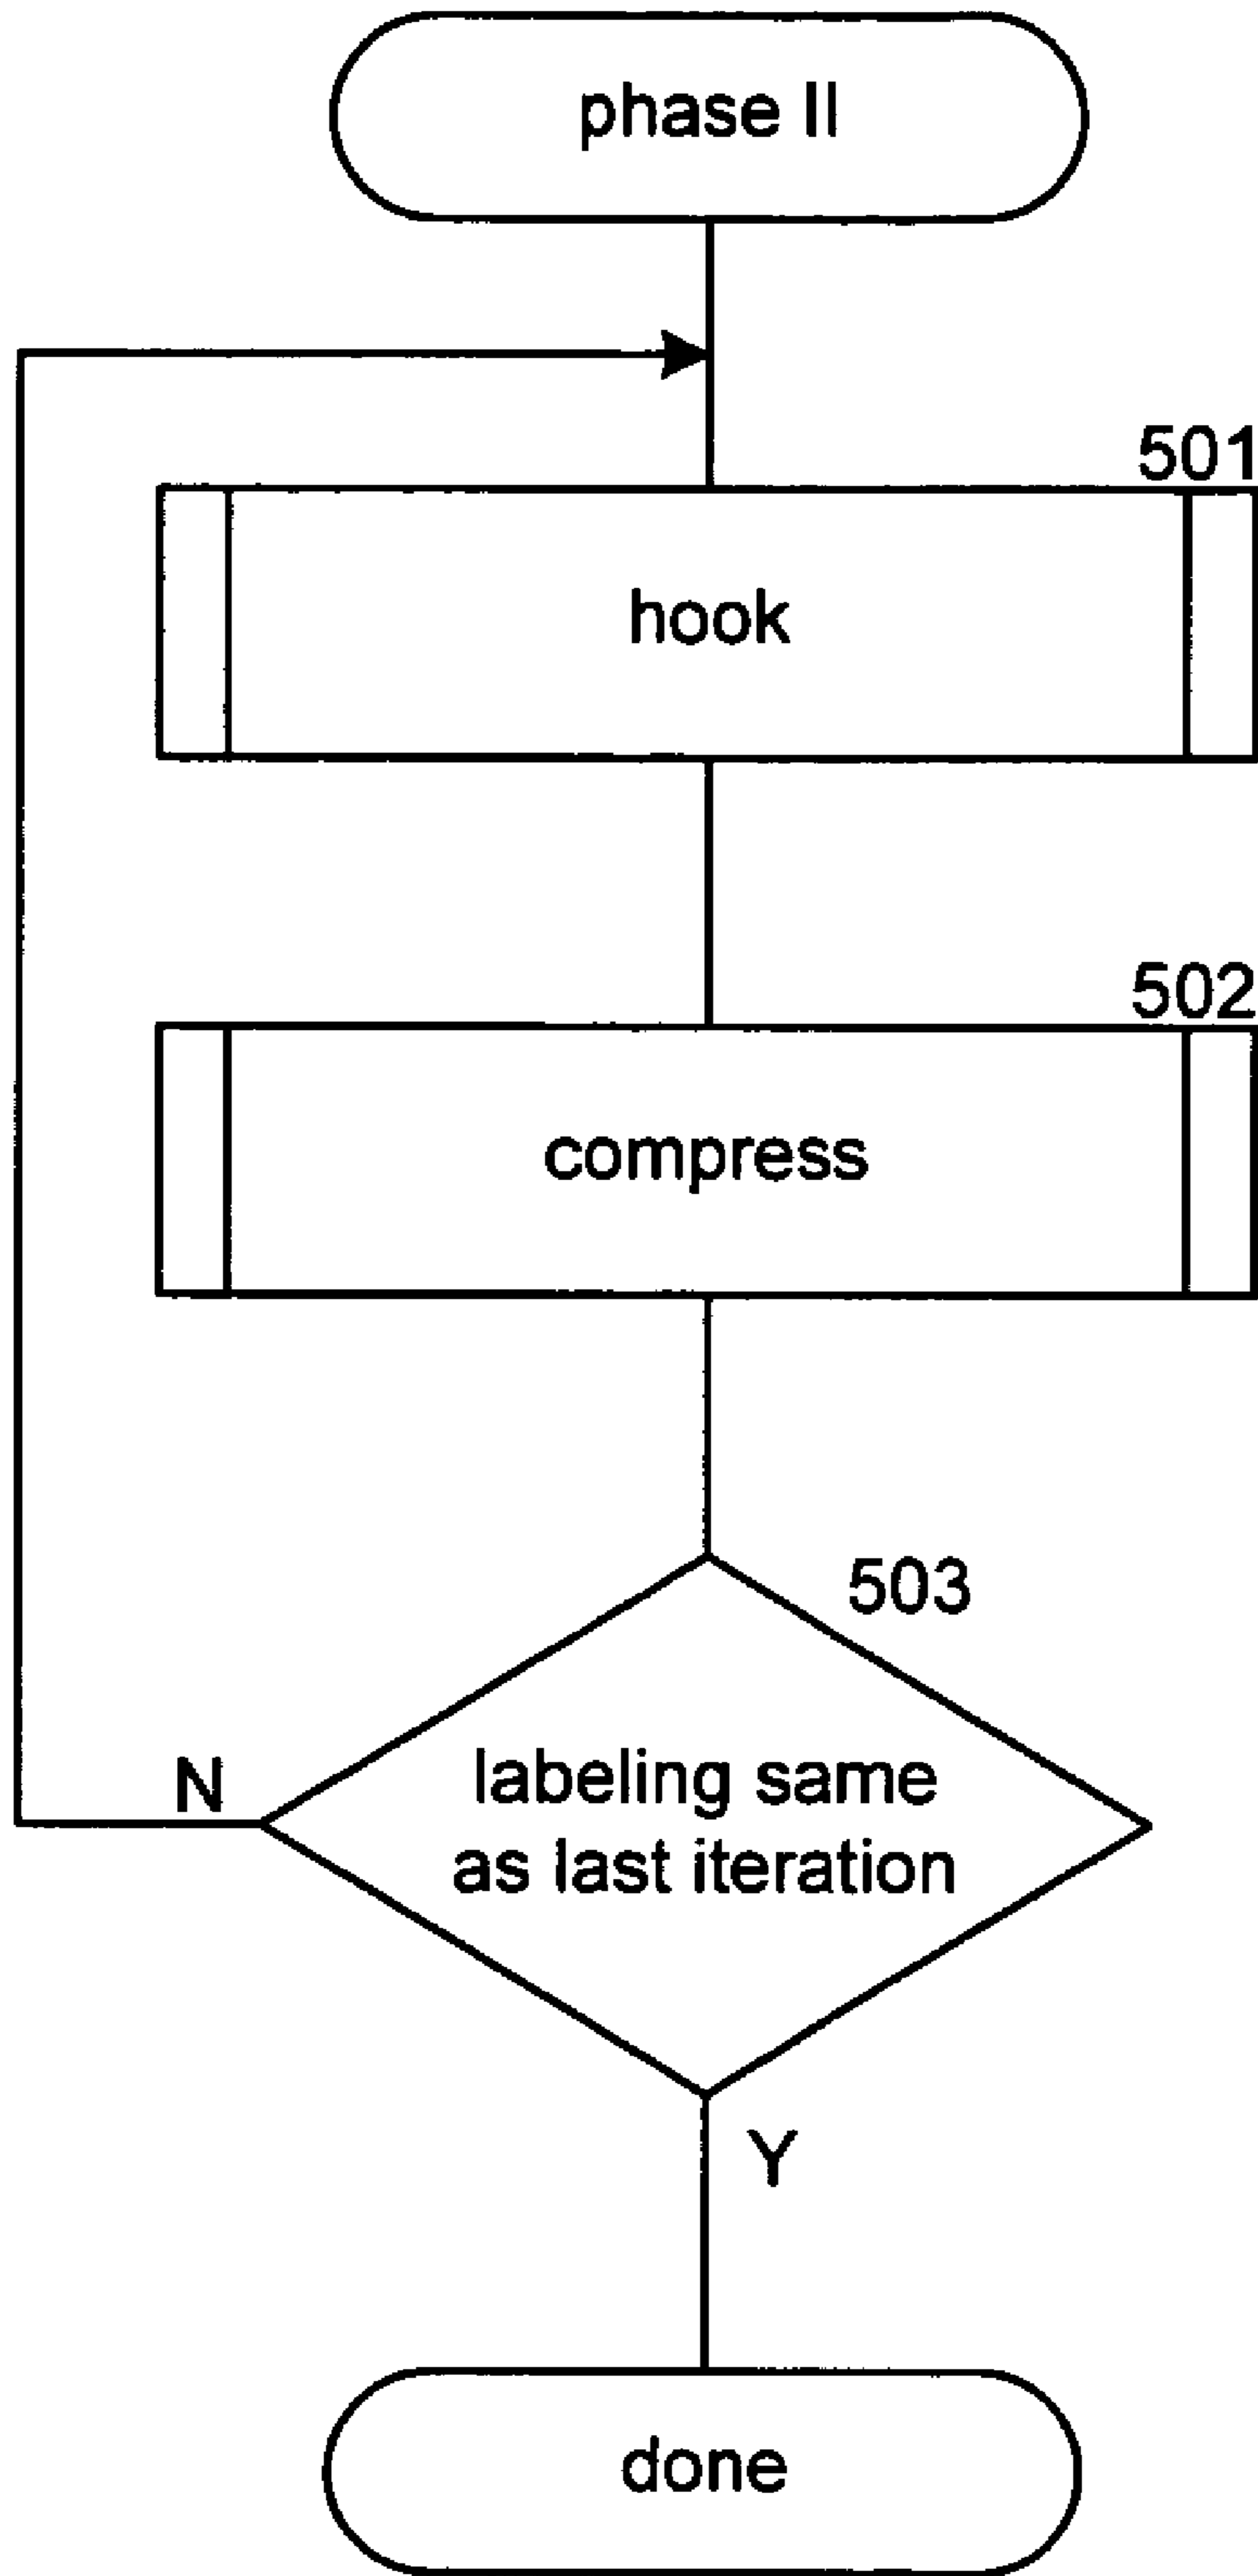 phase II
501
hook
502
compress
503
labeling same
as last iteration
N
Y
done